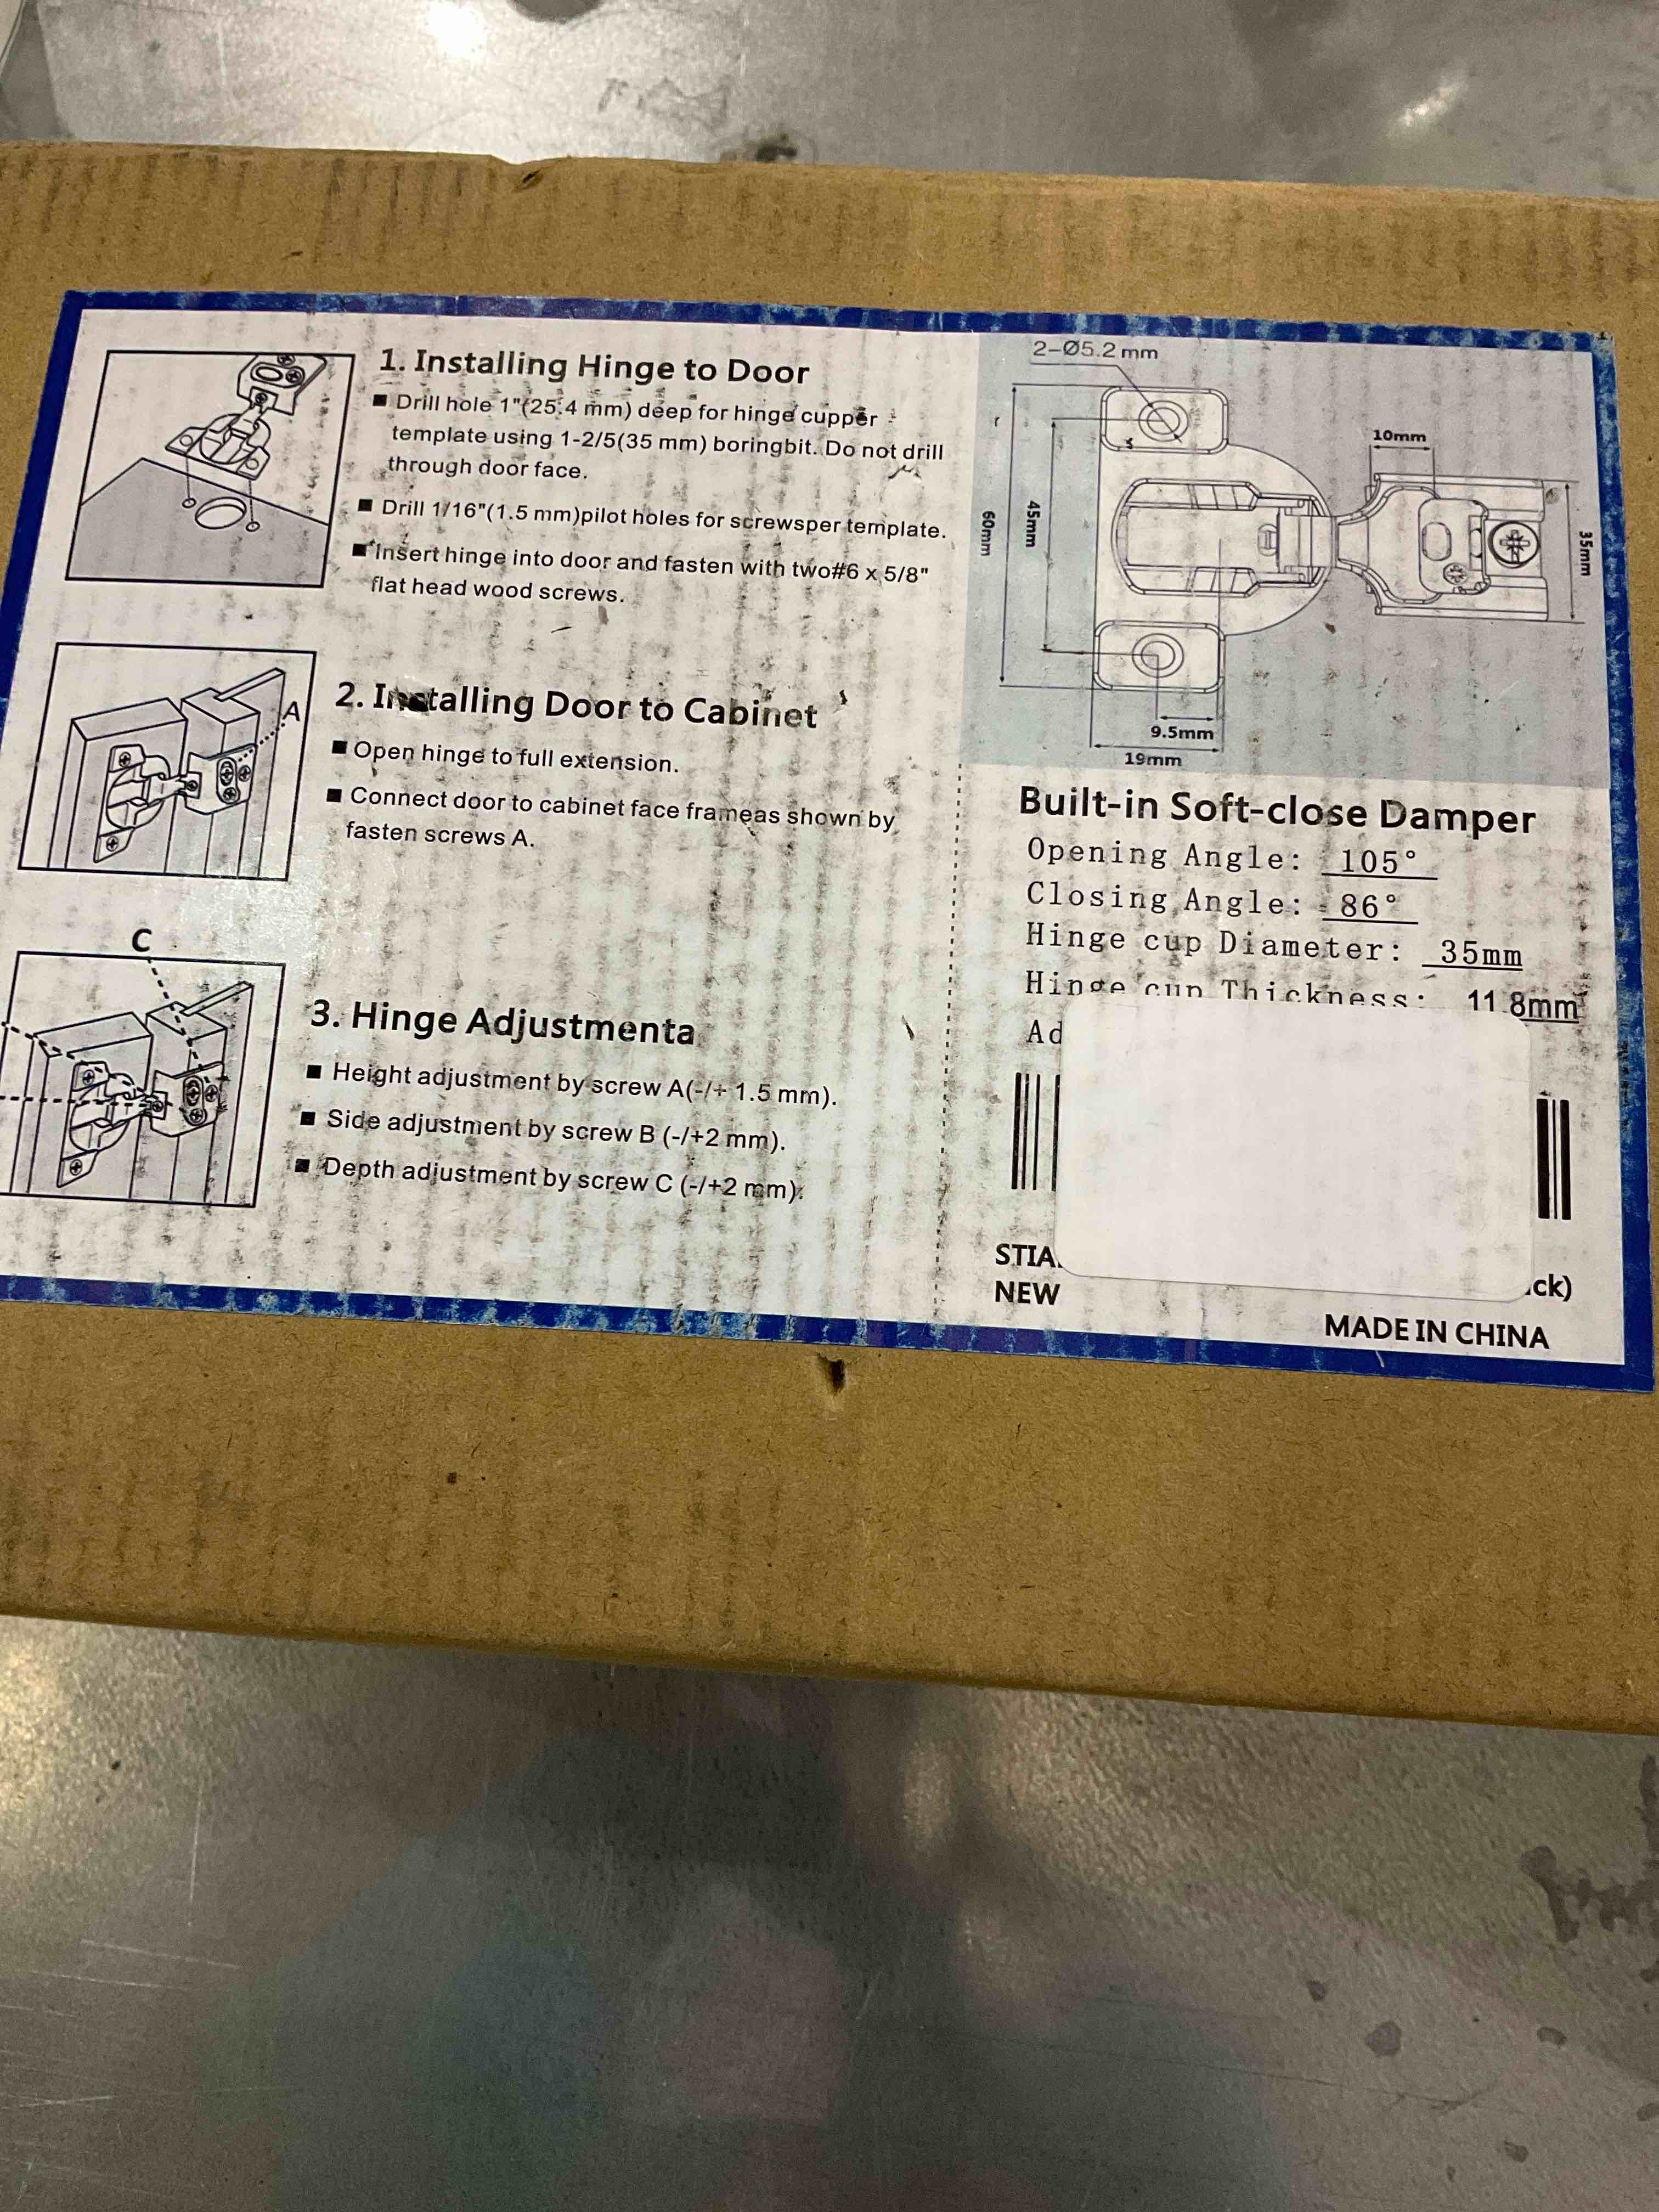 1. Installing Hinge to Door
■ Drill hole 1"(25.4 mm) deep for hinge cupper
template using 1-2/5(35 mm) boringbit. Do not drill
through door face.
■ Drill 1/16"(1.5 mm)pilot holes for screwsper template.
■ Insert hinge into door and fasten with two#6 x 5/8"
flat head wood screws.
A
2. Installing Door to Cabinet
■ Open hinge to full extension.
■ Connect door to cabinet face frameas shown by
fasten screws A.
C
3. Hinge Adjustmenta
■ Height adjustment by screw A(-/+ 1.5 mm).
■ Side adjustment by screw B (-/+2 mm).
■ Depth adjustment by screw C (-/+2 mm).
2-Ø5.2mm
10mm
60mm
45mm
35mm
9.5mm
19mm
Built-in Soft-close Damper
Opening Angle: 105°
Closing Angle: 86°
Hinge cup Diameter: 35mm
Hinge cup Thickness: 11.8mm
Ad
STIA
NEW
ck)
MADE IN CHINA